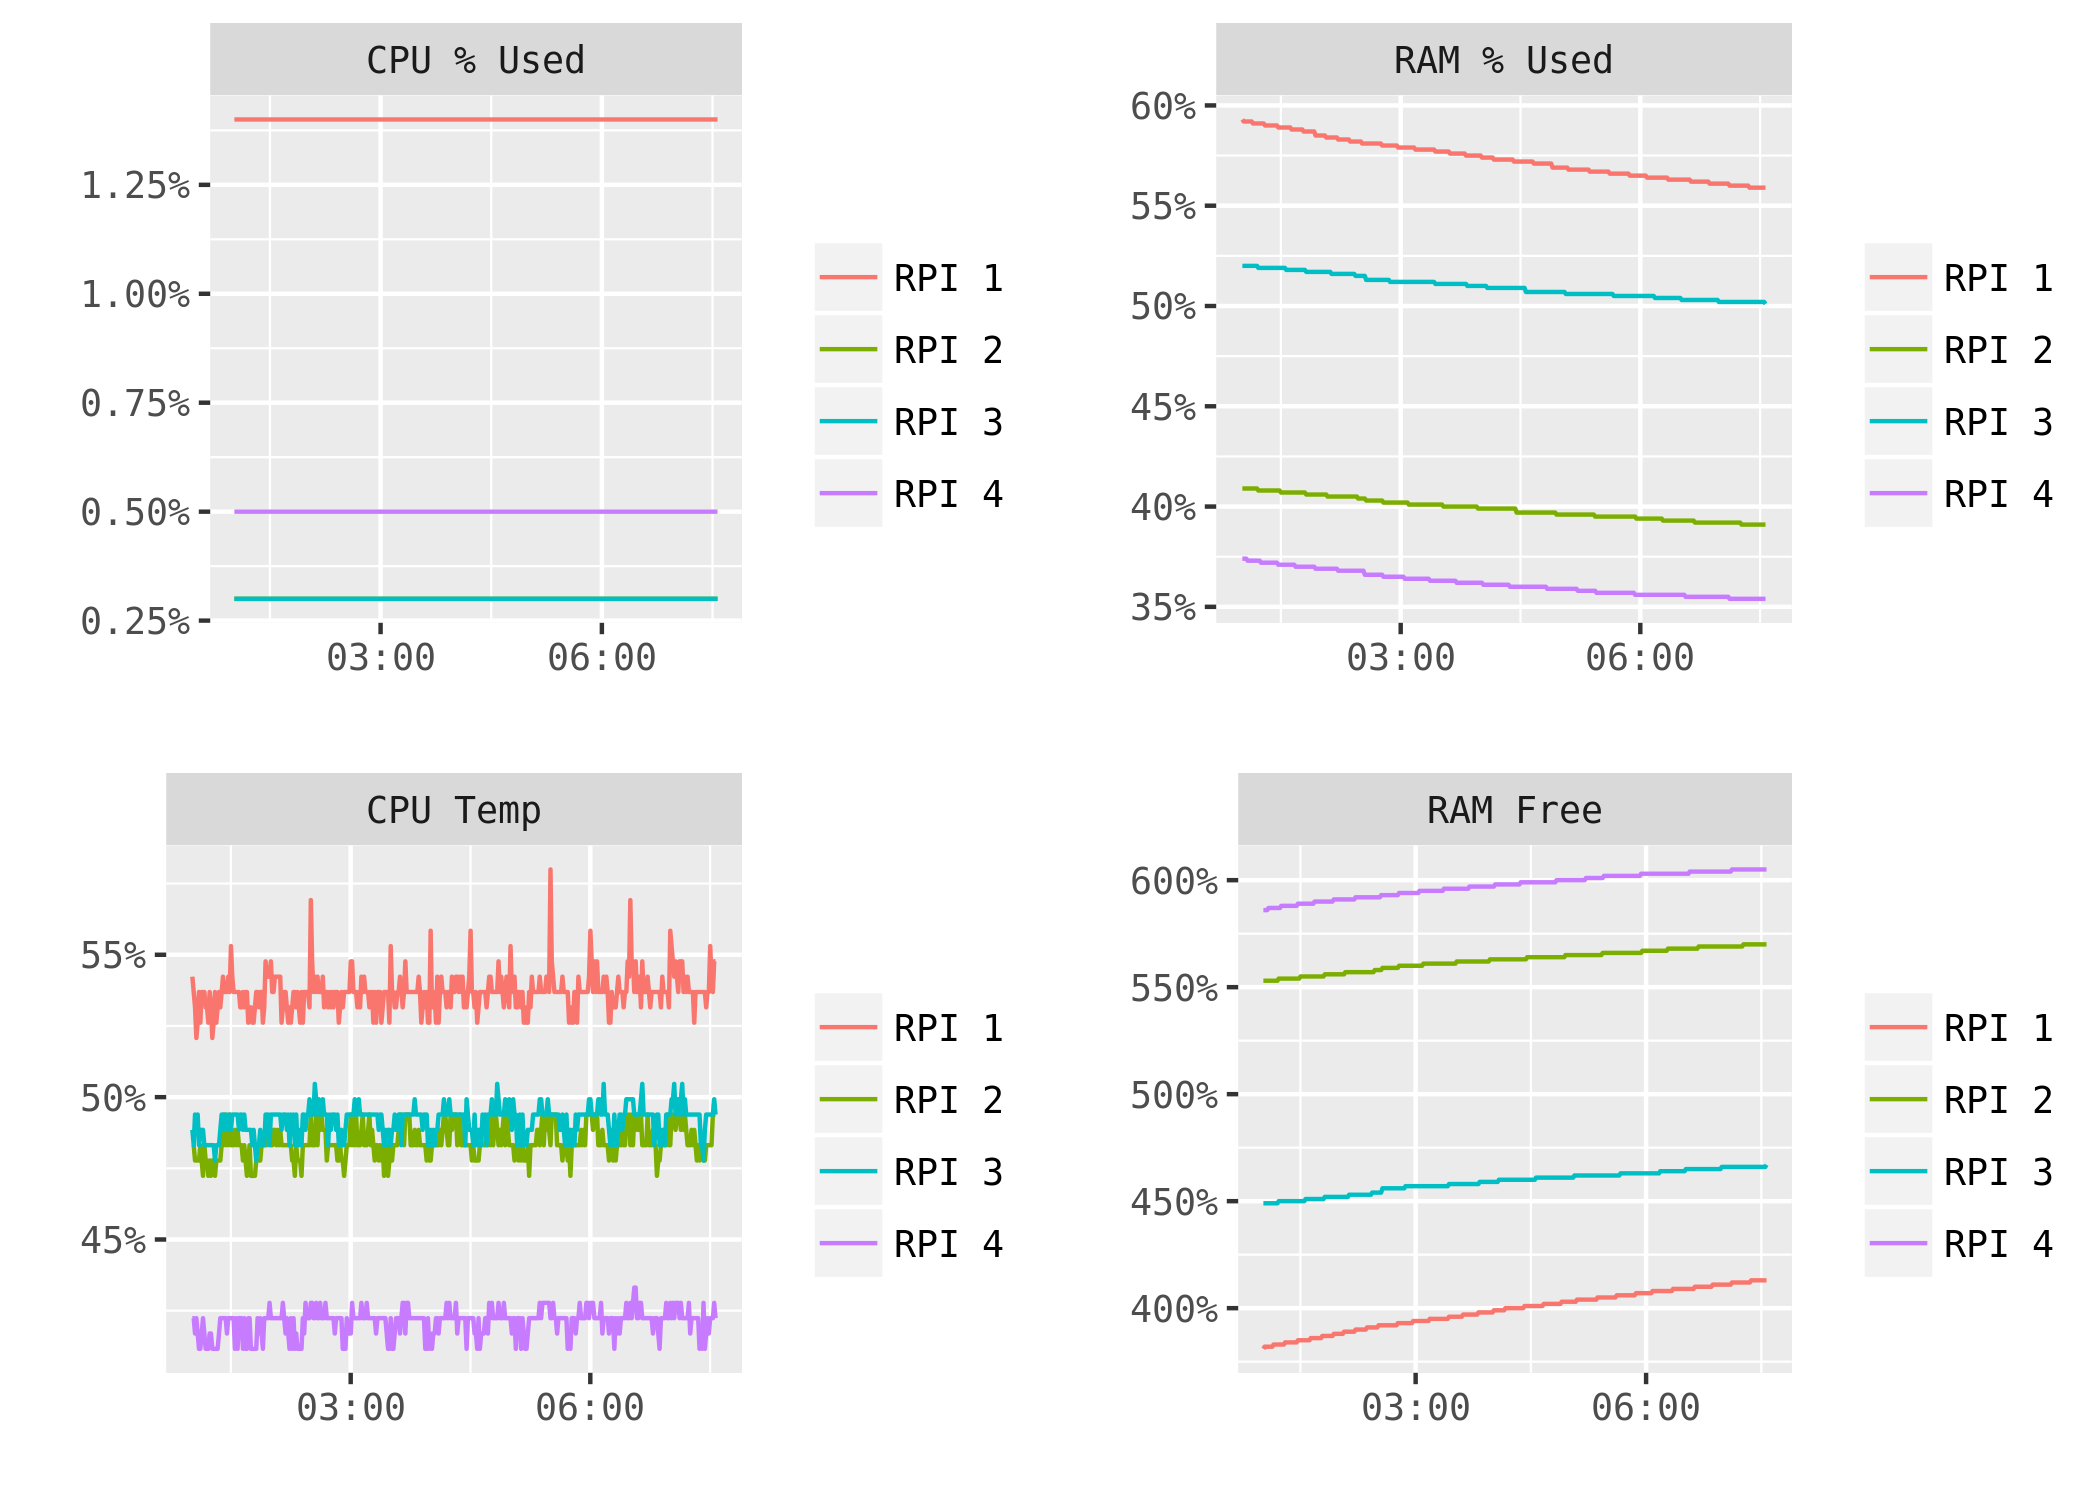 CPU % Used
1.25%
1.00%
0.75%
0.50%
0.25%
03:00 06:00
RPI 1
RPI 2
RPI 3
RPI 4
RAM % Used
60%
55%
50%
45%
40%
35%
03:00 06:00
RPI 1
RPI 2
RPI 3
RPI 4
CPU Temp
55%
50%
45%
03:00 06:00
RPI 1
RPI 2
RPI 3
RPI 4
RAM Free
600%
550%
500%
450%
400%
03:00 06:00
RPI 1
RPI 2
RPI 3
RPI 4